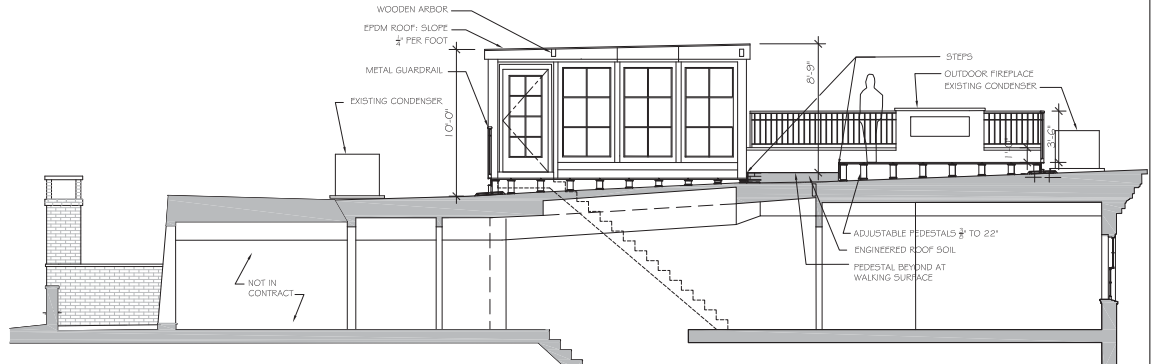 WOODEN ARBOR
EPDM ROOF: SLOPE
¼" PER FOOT
METAL GUARDRAIL
EXISTING CONDENSER
10'-0"
8'-9"
STEPS
OUTDOOR FIREPLACE
EXISTING CONDENSER
3'-6"
ADJUSTABLE PEDESTALS ⅜" TO 22"
ENGINEERED ROOF SOIL
PEDESTAL BEYOND AT
WALKING SURFACE
NOT IN
CONTRACT